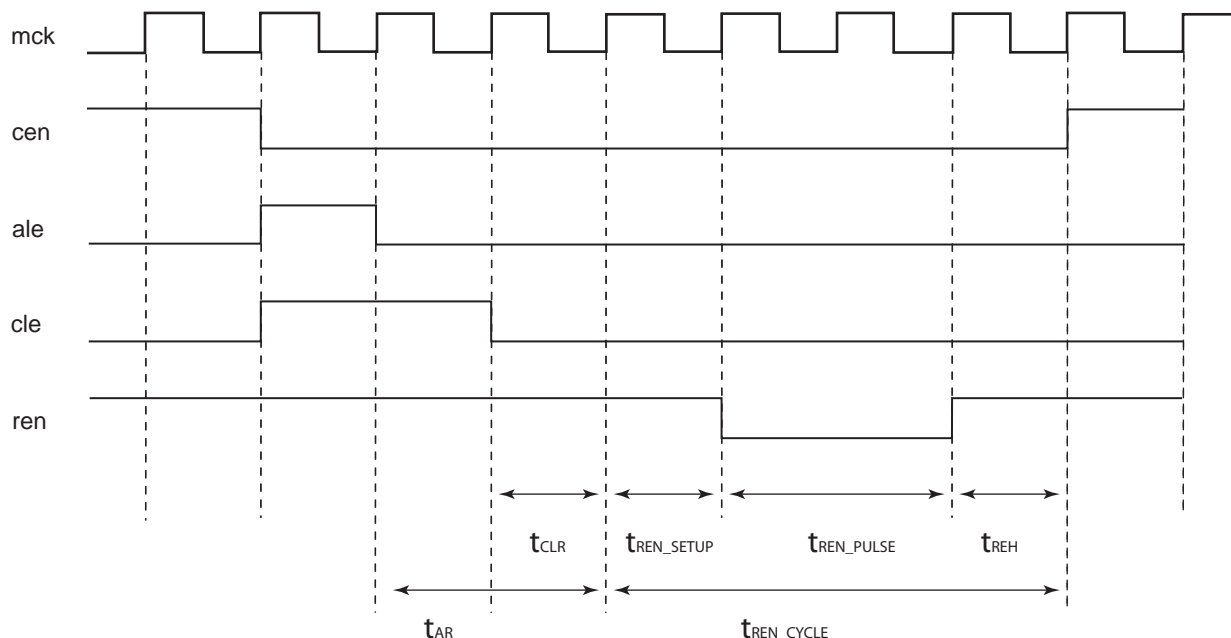 mck
cen
ale
cle
ren
tCLR tREN_SETUP tREN_PULSE tREH
tAR tREN_CYCLE